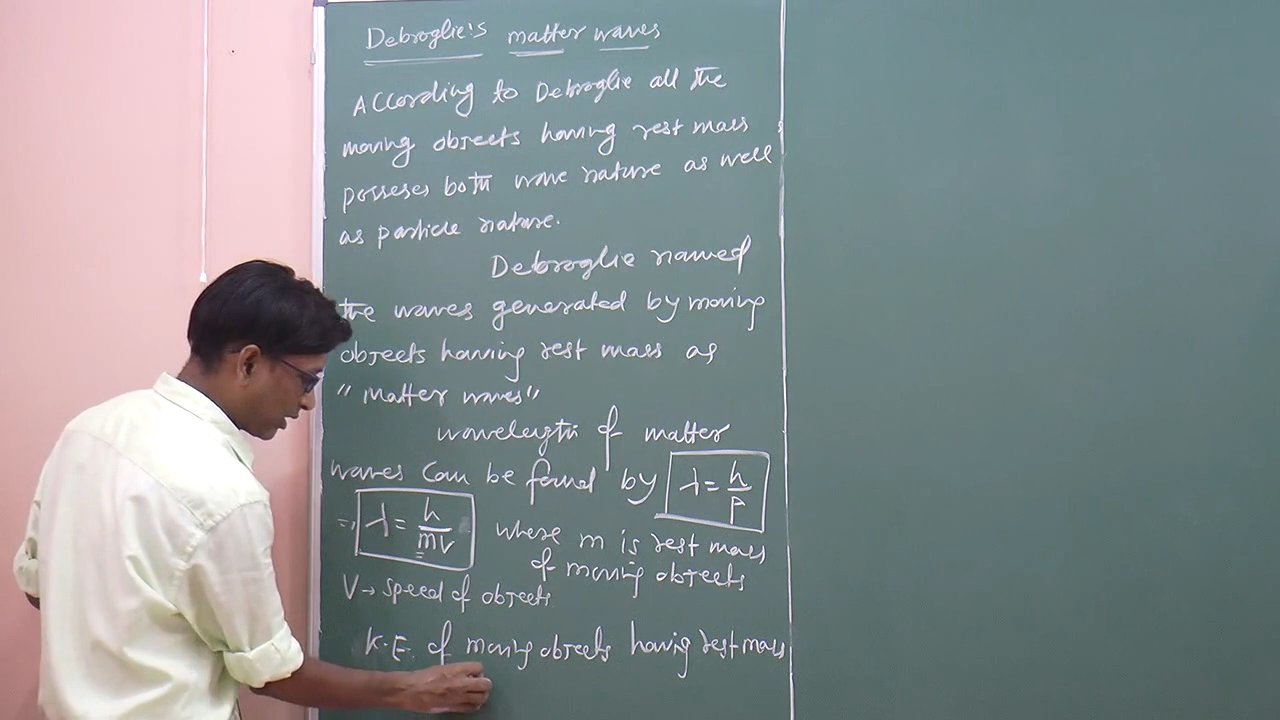 Debroglie's matter waves
According to Debroglie all the
moving objects having rest mass
posseses both wave nature as well
as particle nature.
Debroglie named
the waves generated by moving
objects having rest mass as
"matter waves"
wavelength of matter
waves can be found by λ = h/p
⇒ λ = h/mv where m is rest mass
of moving objects
V → speed of objects
K.E. of moving objects having rest mass